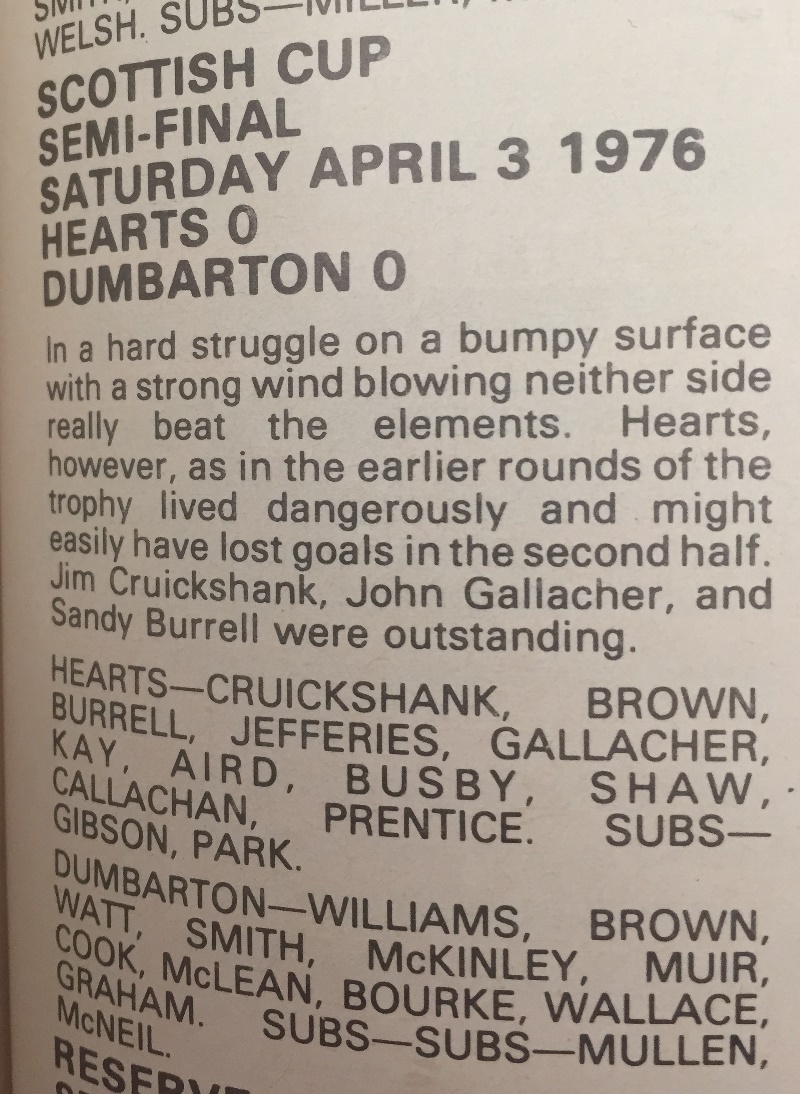 WELSH. SUBS—MILLER,
SCOTTISH CUP
SEMI-FINAL
SATURDAY APRIL 3 1976
HEARTS 0
DUMBARTON 0
In a hard struggle on a bumpy surface
with a strong wind blowing neither side
really beat the elements. Hearts,
however, as in the earlier rounds of the
trophy lived dangerously and might
easily have lost goals in the second half.
Jim Cruickshank, John Gallacher, and
Sandy Burrell were outstanding.
HEARTS—CRUICKSHANK, BROWN,
BURRELL, JEFFERIES, GALLACHER,
KAY, AIRD, BUSBY, SHAW,
CALLACHAN, PRENTICE. SUBS—
GIBSON, PARK.
DUMBARTON—WILLIAMS, BROWN,
WATT, SMITH, McKINLEY, MUIR,
COOK, McLEAN, BOURKE, WALLACE,
GRAHAM. SUBS—SUBS—MULLEN,
McNEIL.
RESERVE